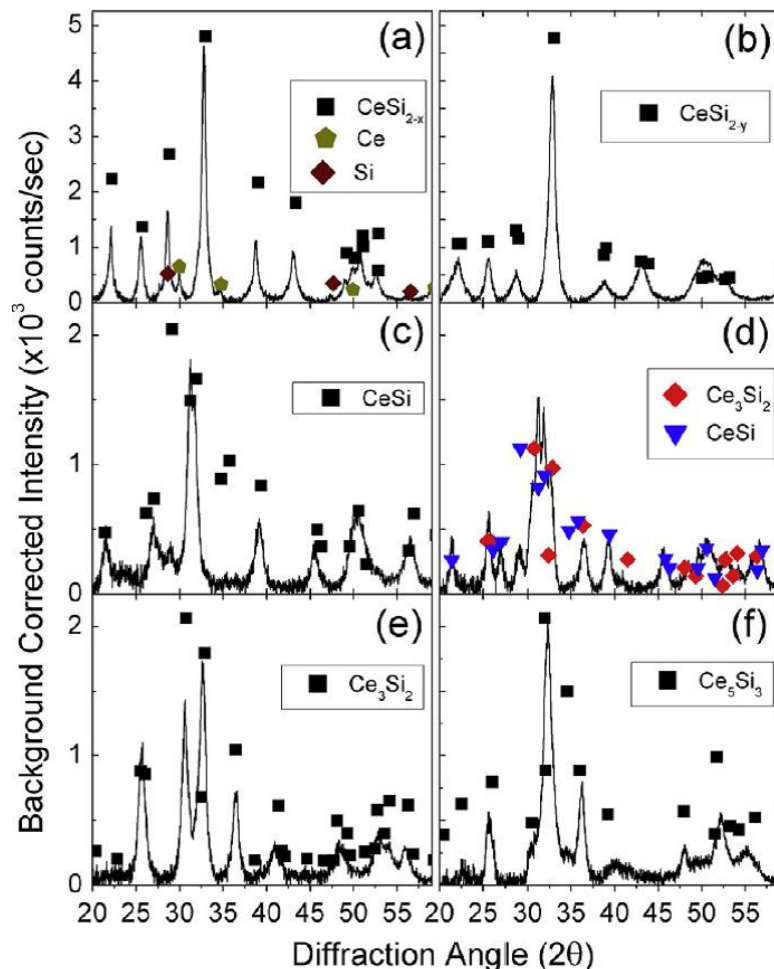 Background Corrected Intensity (x10³ counts/sec)
(a)
5
4
3
2
1
0
CeSi₂₋ₓ
Ce
Si
(b)
CeSi₂₋y
(c)
2
1
0
CeSi
(d)
Ce₃Si₂
CeSi
(e)
2
1
0
Ce₃Si₂
(f)
Ce₅Si₃
20 25 30 35 40 45 50 55 20 25 30 35 40 45 50 55
Diffraction Angle (2θ)